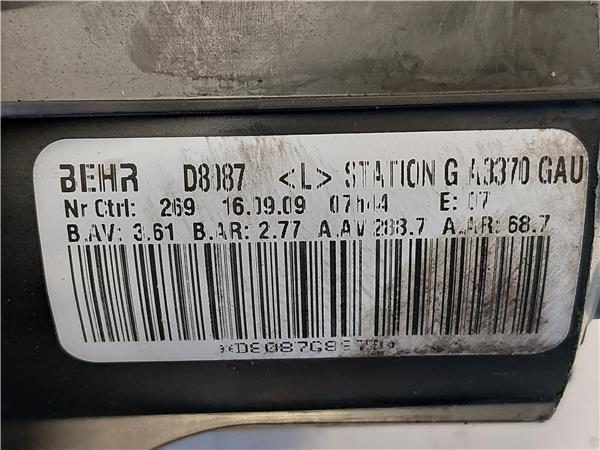 BEHR D8087 <L> STATION G A3370 GAU
Nr Ctrl: 269 16.09.09 07h44 E: 07
B.AV: 3.61 B.AR: 2.77 A.AV 288.7 A.AR: 68.7